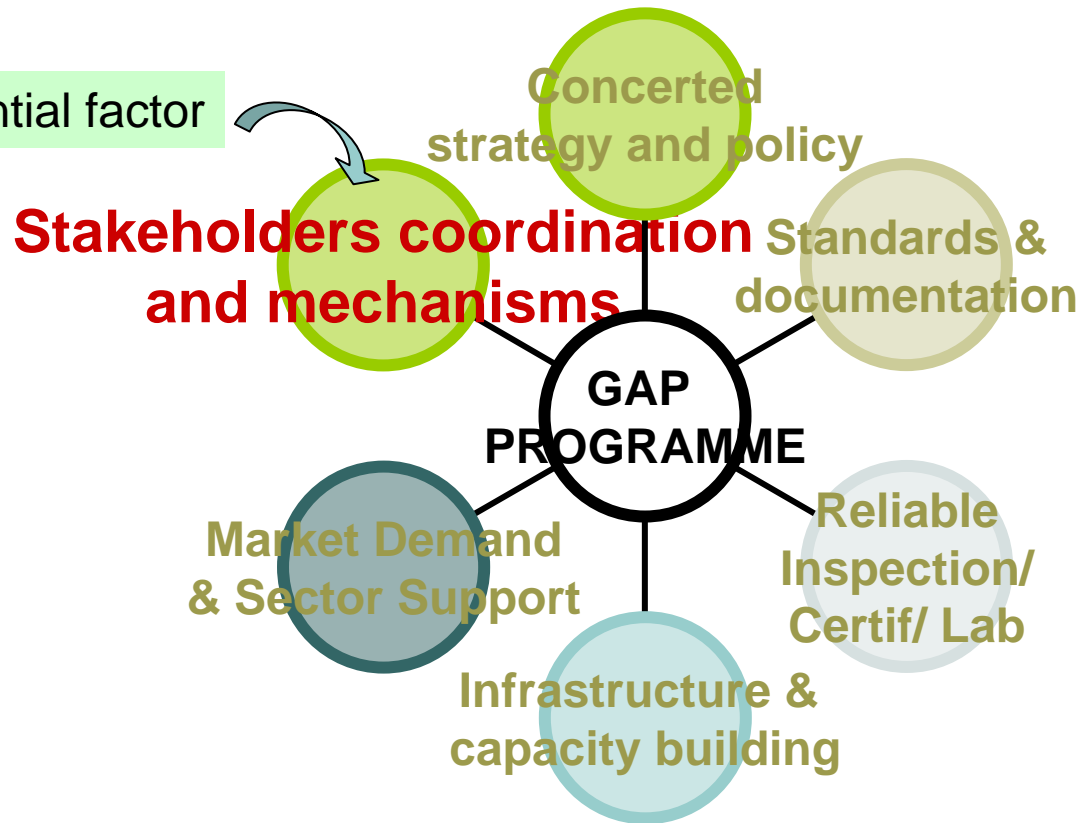 ntial factor
Concerted
strategy and policy
Stakeholders coordination
and mechanisms
Standards &
documentation
GAP
PROGRAMME
Market Demand
& Sector Support
Reliable
Inspection/
Certif/ Lab
Infrastructure &
capacity building